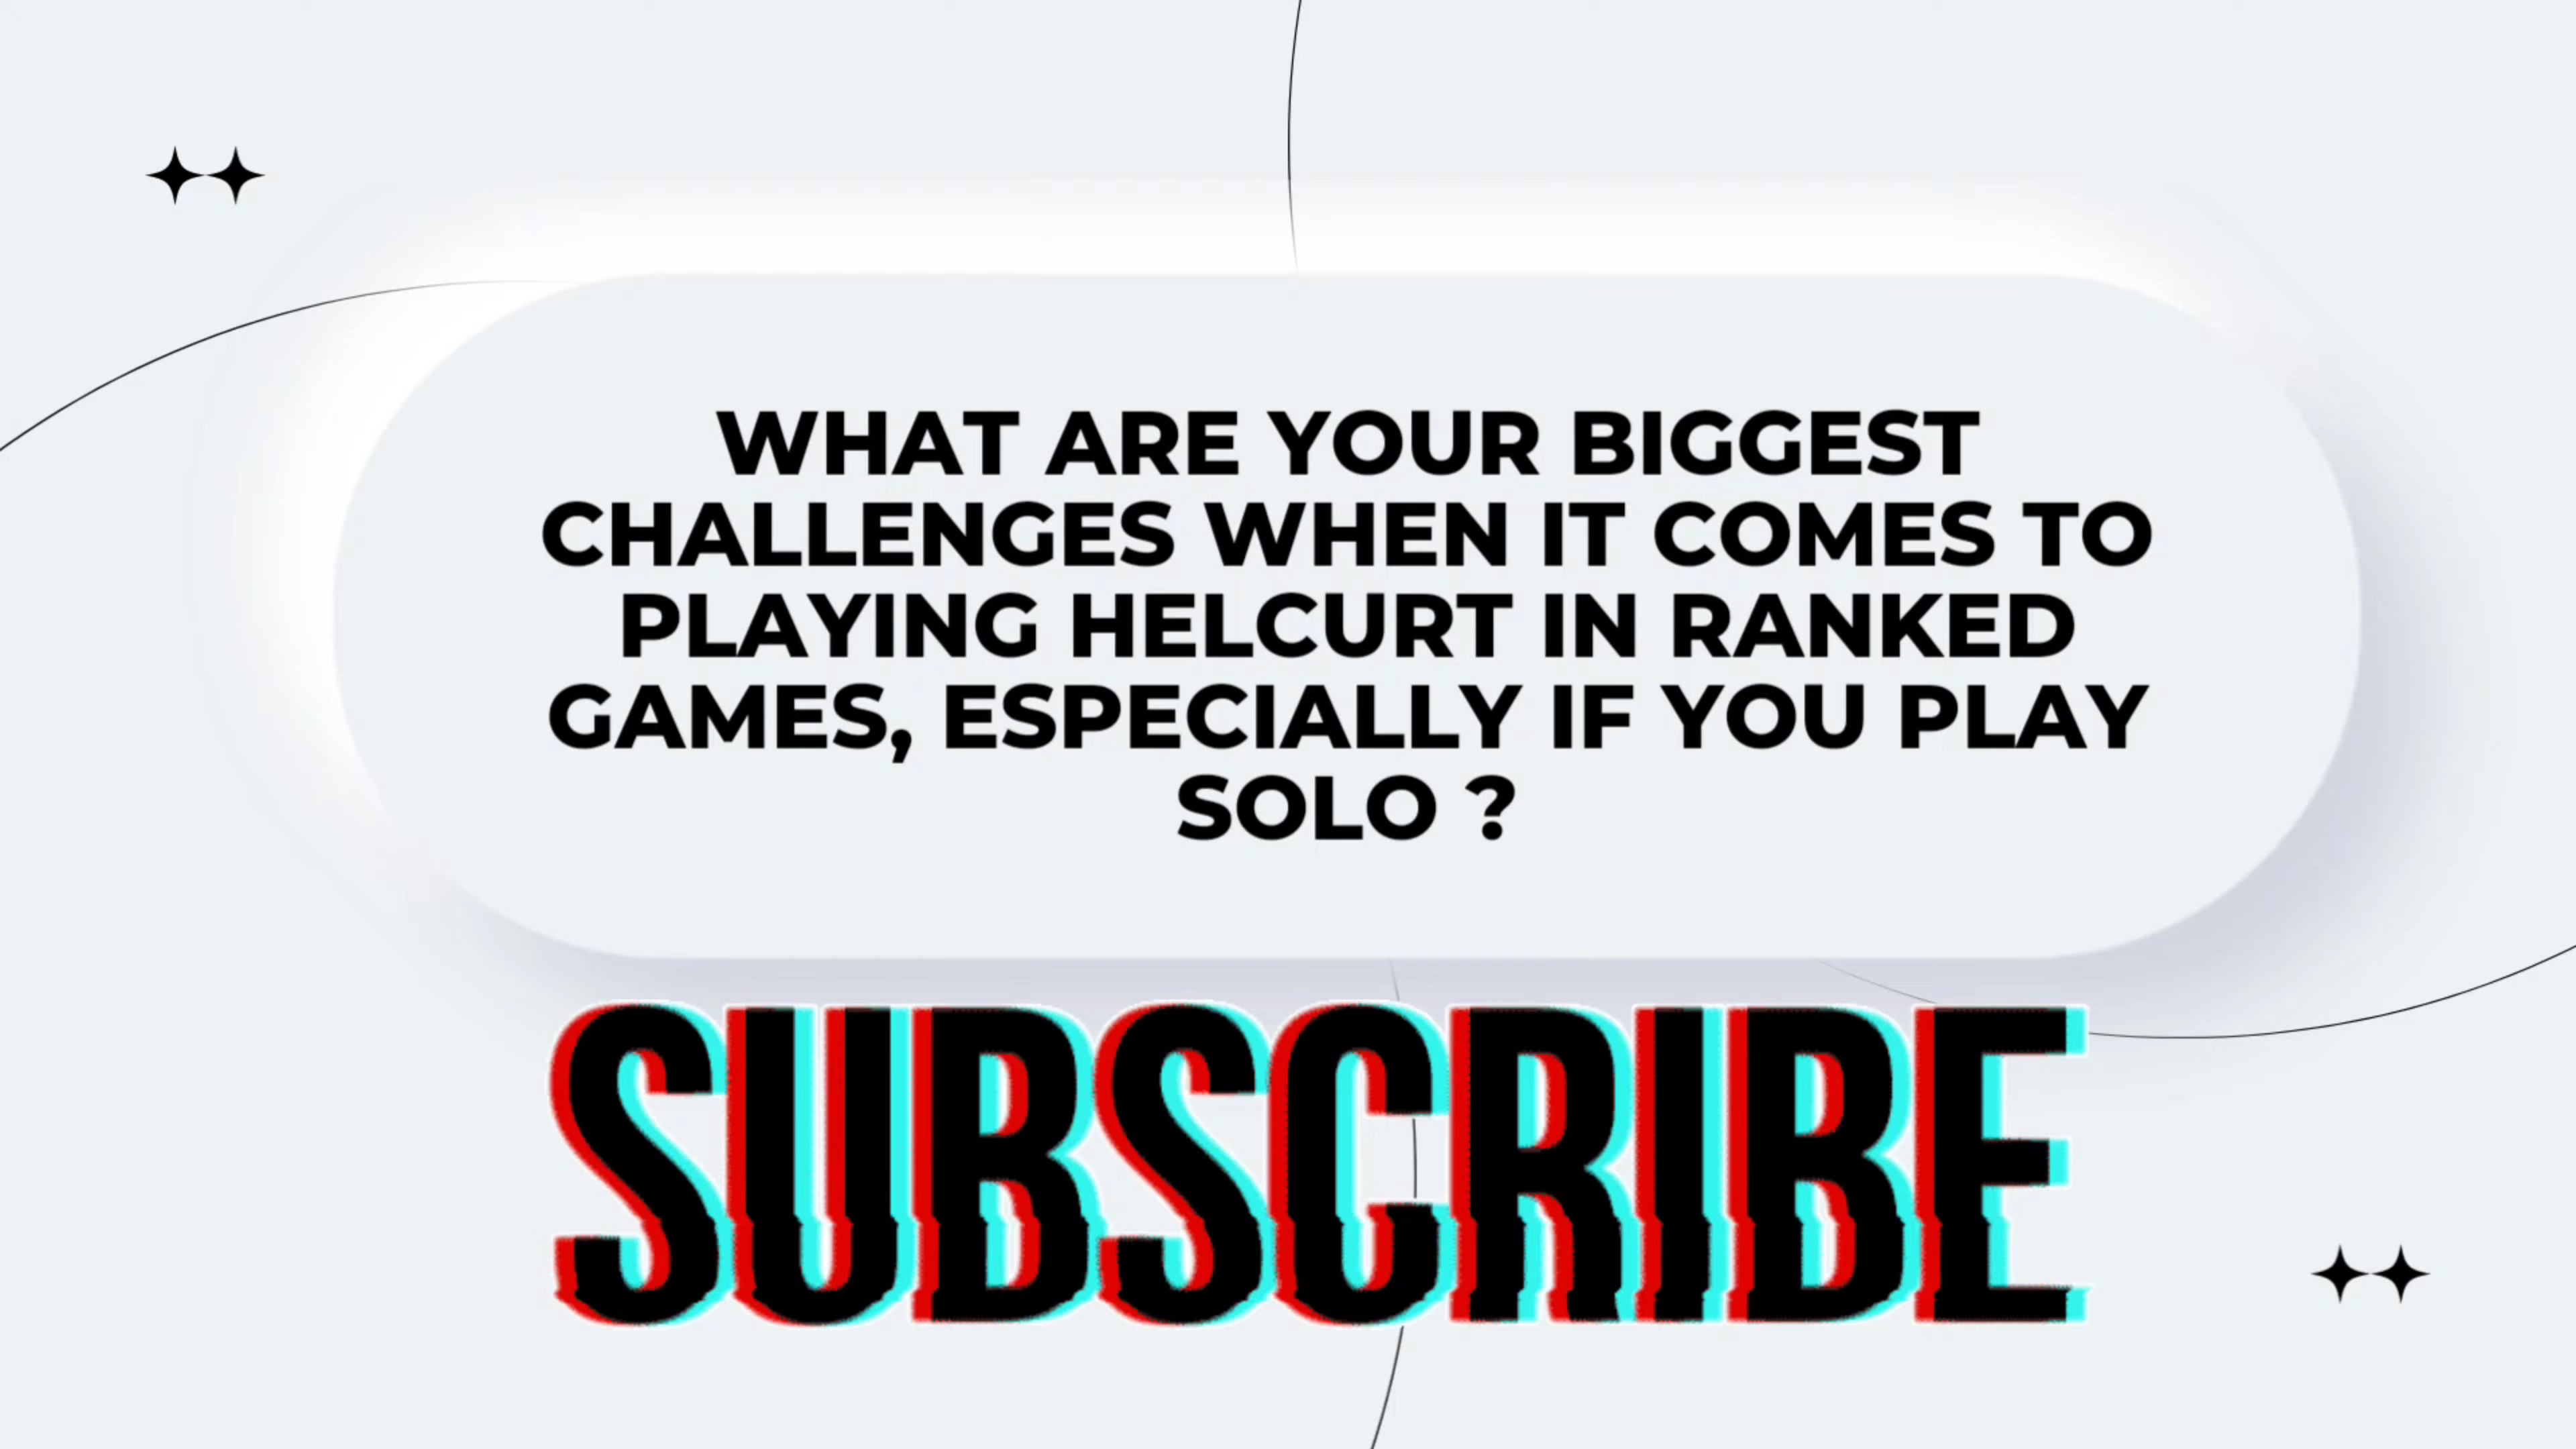 WHAT ARE YOUR BIGGEST
CHALLENGES WHEN IT COMES TO
PLAYING HELCURT IN RANKED
GAMES, ESPECIALLY IF YOU PLAY
SOLO ?
SUBSCRIBE